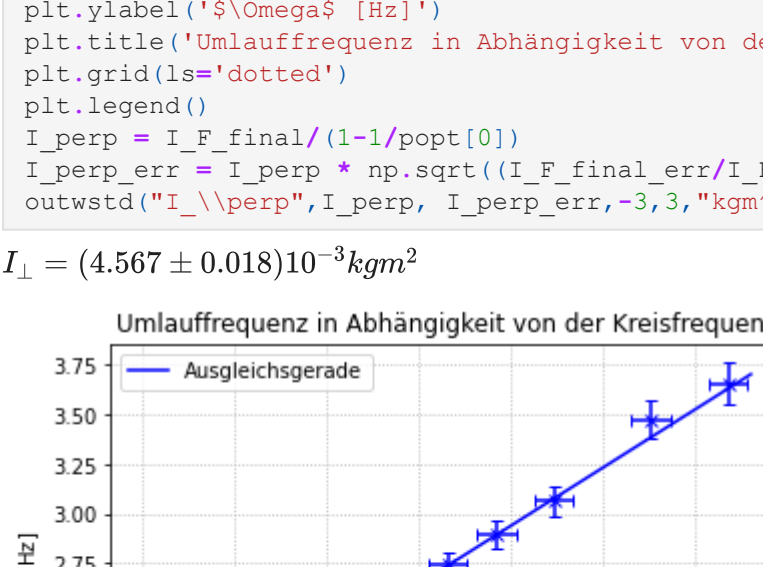 plt.ylabel('$\Omega$ [Hz]')
plt.title('Umlauffrequenz in Abhängigkeit von
plt.grid(ls='dotted')
plt.legend()
I_perp = I_F_final/(1-1/popt[0])
I_perp_err = I_perp * np.sqrt((I_F_final_err/I_
outwstd("I_\\perp",I_perp, I_perp_err,-3,3,"kgm
I⊥ = (4.567 ± 0.018)10⁻³kgm²
Umlauffrequenz in Abhängigkeit von der Kreisfrequen
Ausgleichsgerade
3.75
3.50
3.25
3.00
2.75
Hz]